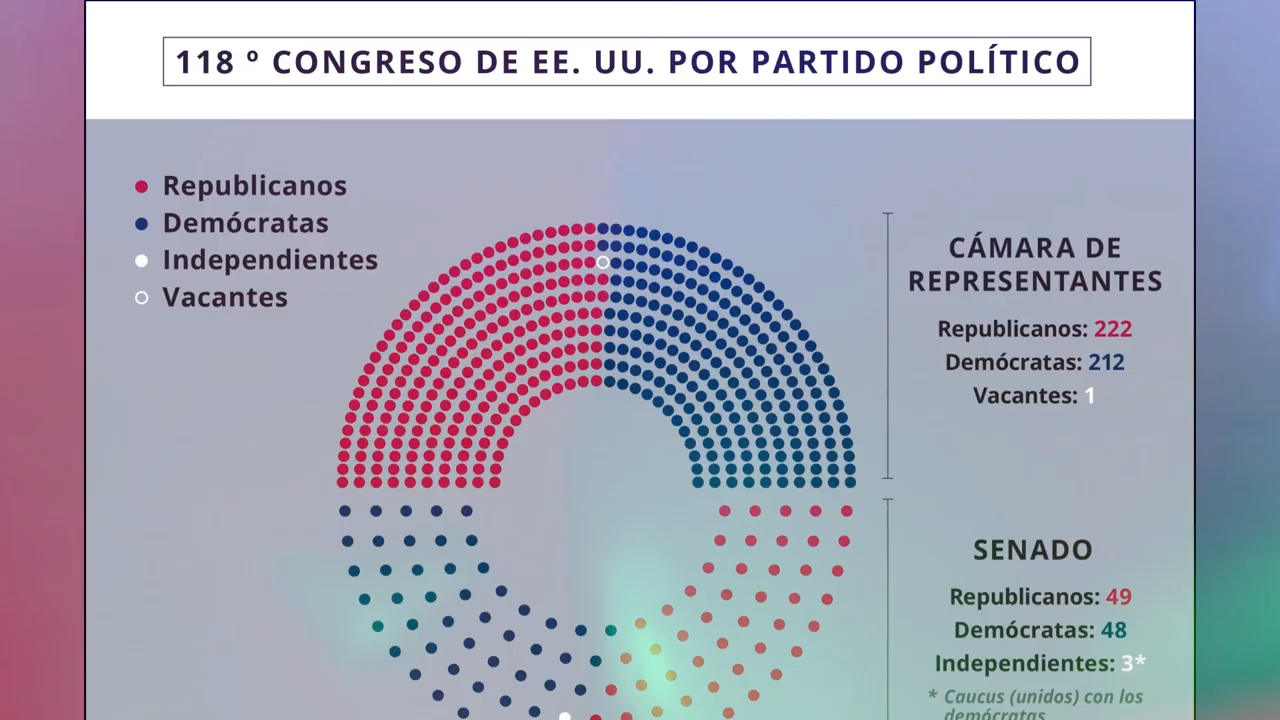 118 º CONGRESO DE EE. UU. POR PARTIDO POLÍTICO
Republicanos
Demócratas
Independientes
Vacantes
CÁMARA DE
REPRESENTANTES
Republicanos: 222
Demócratas: 212
Vacantes: 1
SENADO
Republicanos: 49
Demócratas: 48
Independientes: 3*
* Caucus (unidos) con los
demócratas